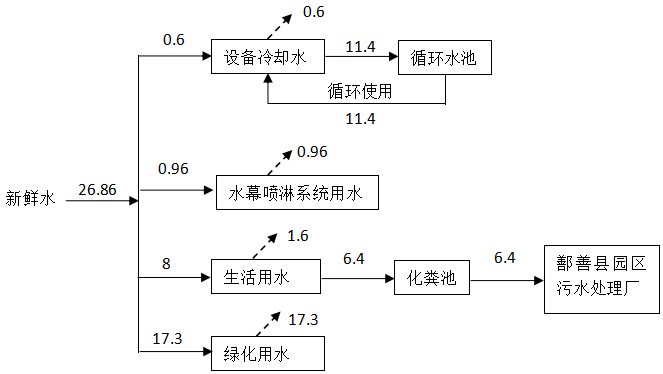 0.6
0.6
设备冷却水
11.4
循环水池
循环使用
11.4
0.96
0.96
水幕喷淋系统用水
新鲜水
26.86
1.6
8
生活用水
6.4
化粪池
6.4
鄯善县园区
污水处理厂
17.3
17.3
绿化用水